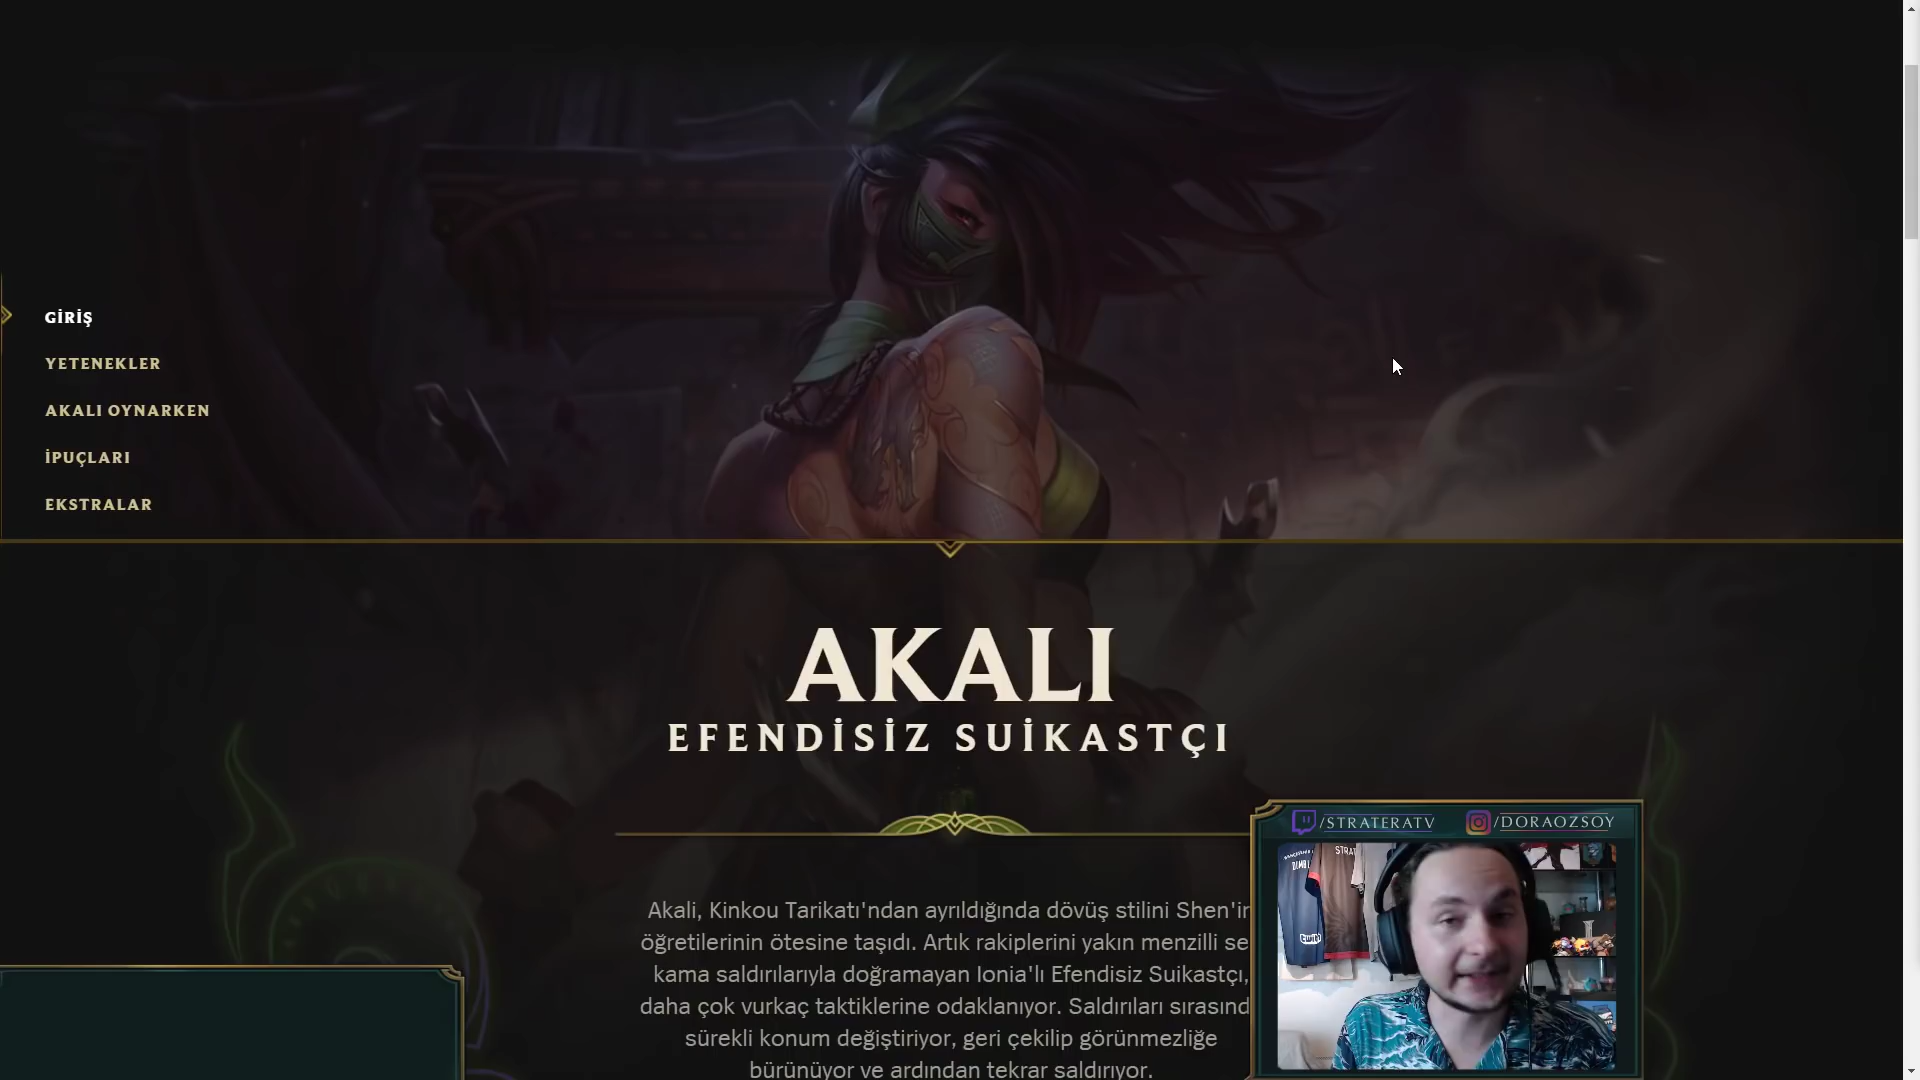 GİRİŞ
YETENEKLER
AKALI OYNARKEN
İPUÇLARI
EKSTRALAR
AKALI
EFENDİSİZ SUİKASTÇI
/STRATERATV
/DORAOZSOY
Akali, Kinkou Tarikatı'ndan ayrıldığında dövüş stilini Shen'in
öğretilerinin ötesine taşıdı. Artık rakiplerini yakın menzilli se
kama saldırılarıyla doğramayan Ionia'lı Efendisiz Suikastçı,
daha çok vurkaç taktiklerine odaklanıyor. Saldırıları sırasınd
sürekli konum değiştiriyor, geri çekilip görünmezliğe
bürünüyor ve ardından tekrar saldırıyor.